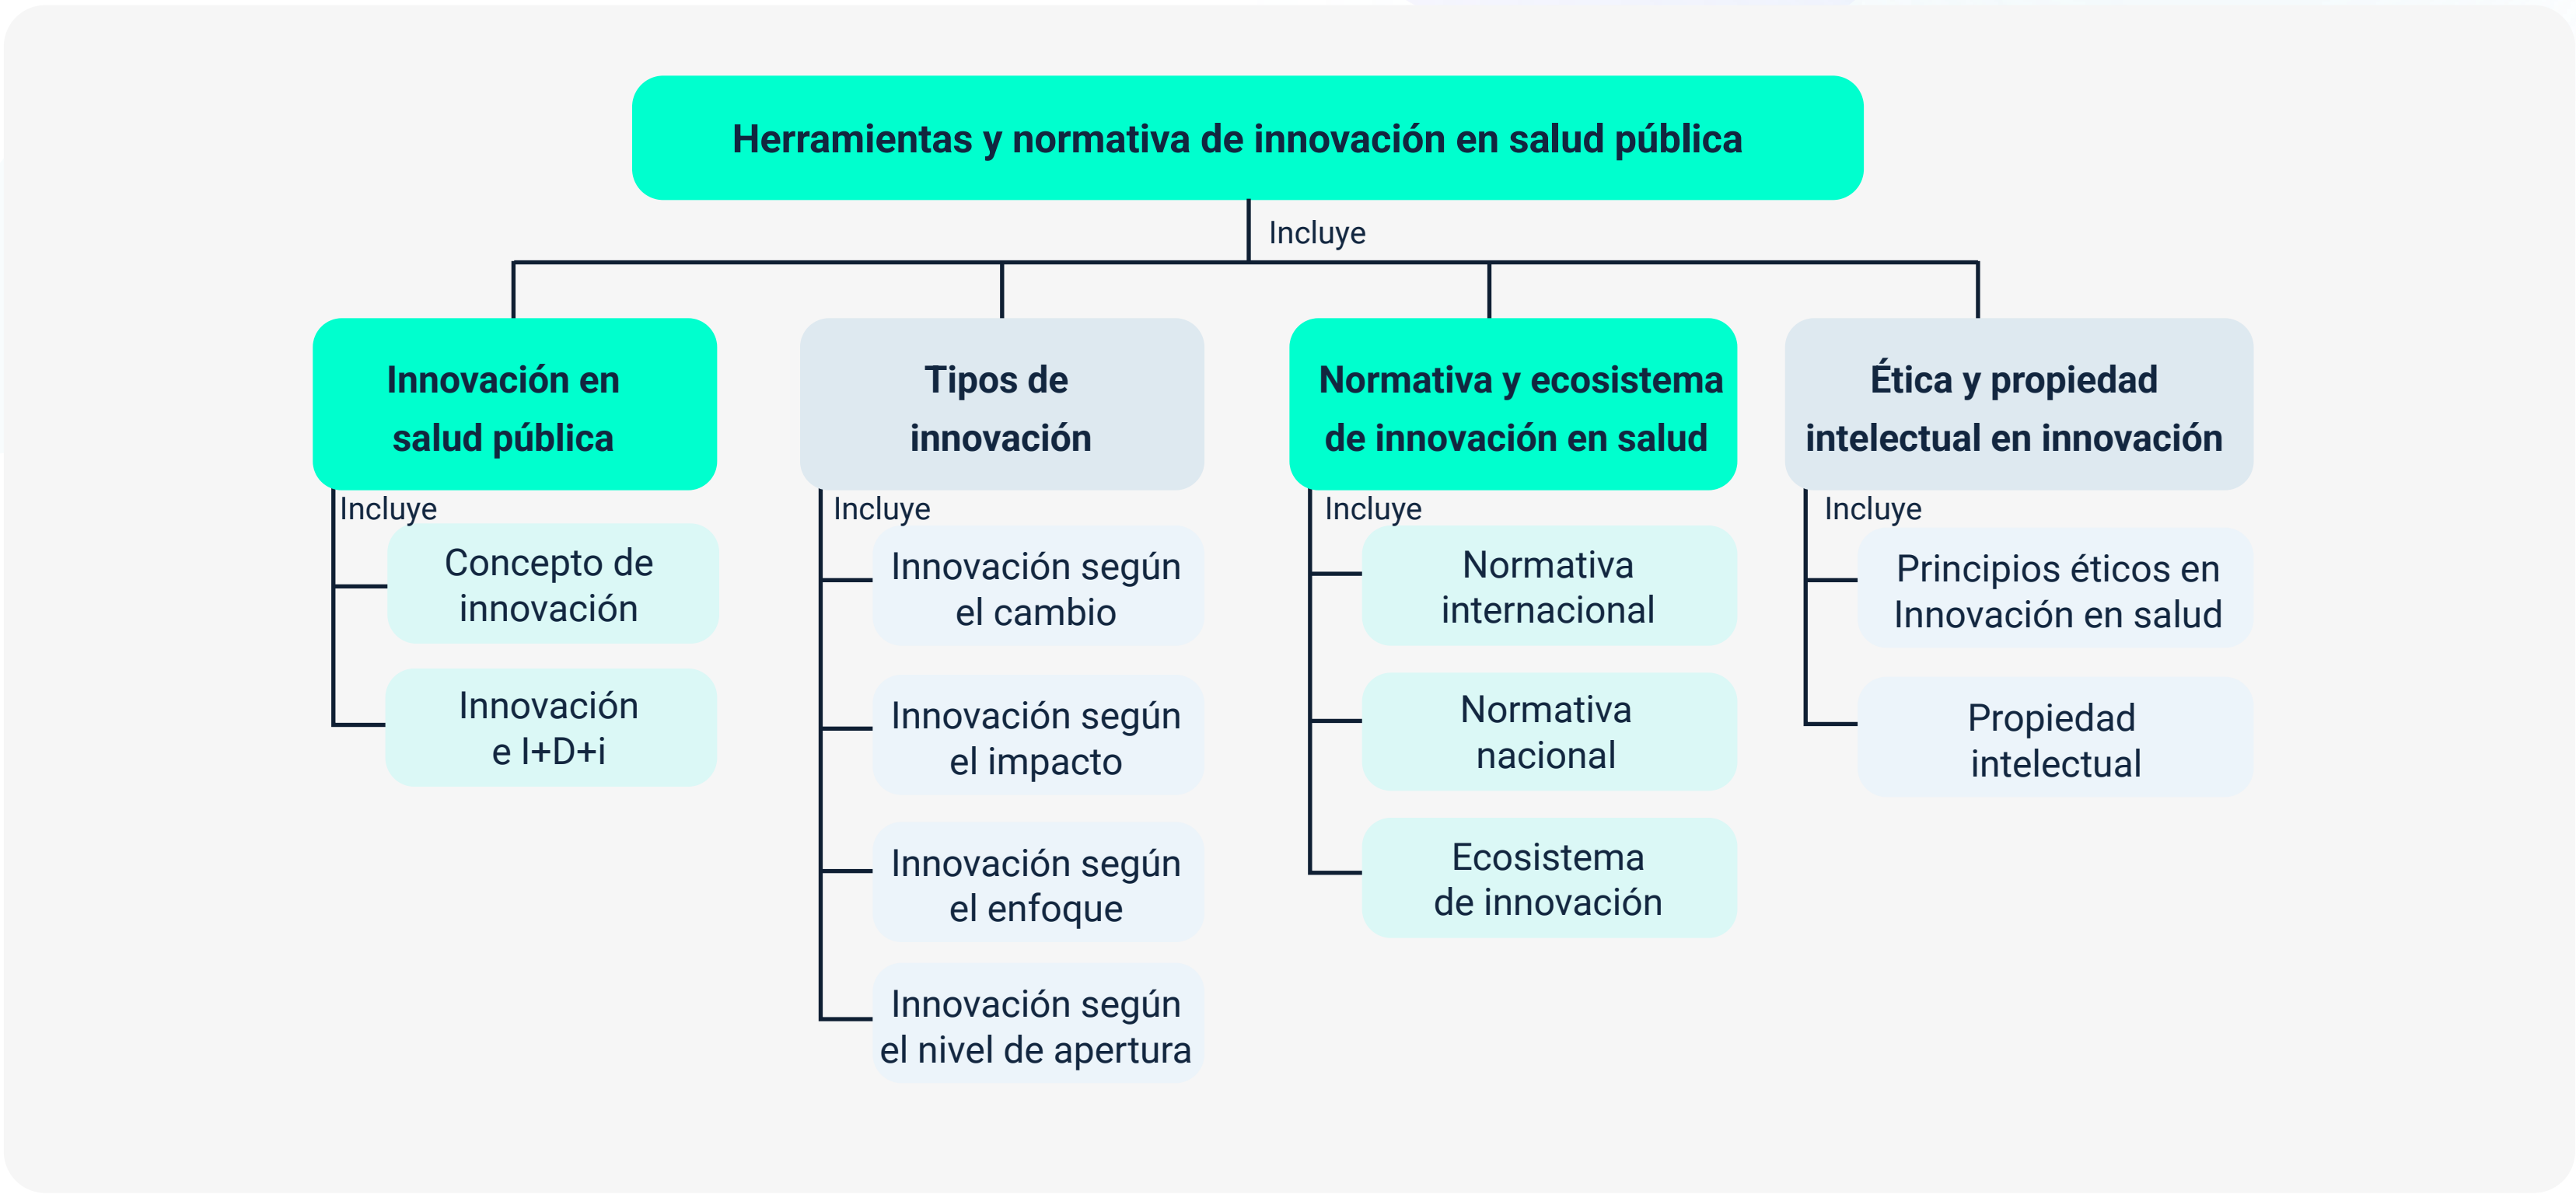 Herramientas y normativa de innovación en salud pública
Incluye
Innovación en
salud pública
Incluye
Concepto de
innovación
Innovación
e I+D+i
Tipos de
innovación
Incluye
Innovación según
el cambio
Innovación según
el impacto
Innovación según
el enfoque
Innovación según
el nivel de apertura
Normativa y ecosistema
de innovación en salud
Incluye
Normativa
internacional
Normativa
nacional
Ecosistema
de innovación
Ética y propiedad
intelectual en innovación
Incluye
Principios éticos en
Innovación en salud
Propiedad
intelectual